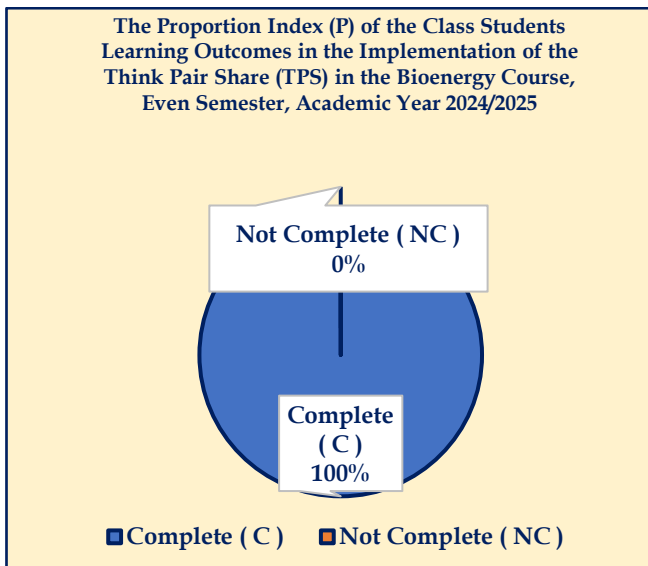 The Proportion Index (P) of the Class Students
Learning Outcomes in the Implementation of the
Think Pair Share (TPS) in the Bioenergy Course,
Even Semester, Academic Year 2024/2025
Not Complete ( NC )
0%
Complete
( C )
100%
Complete ( C )
Not Complete ( NC )